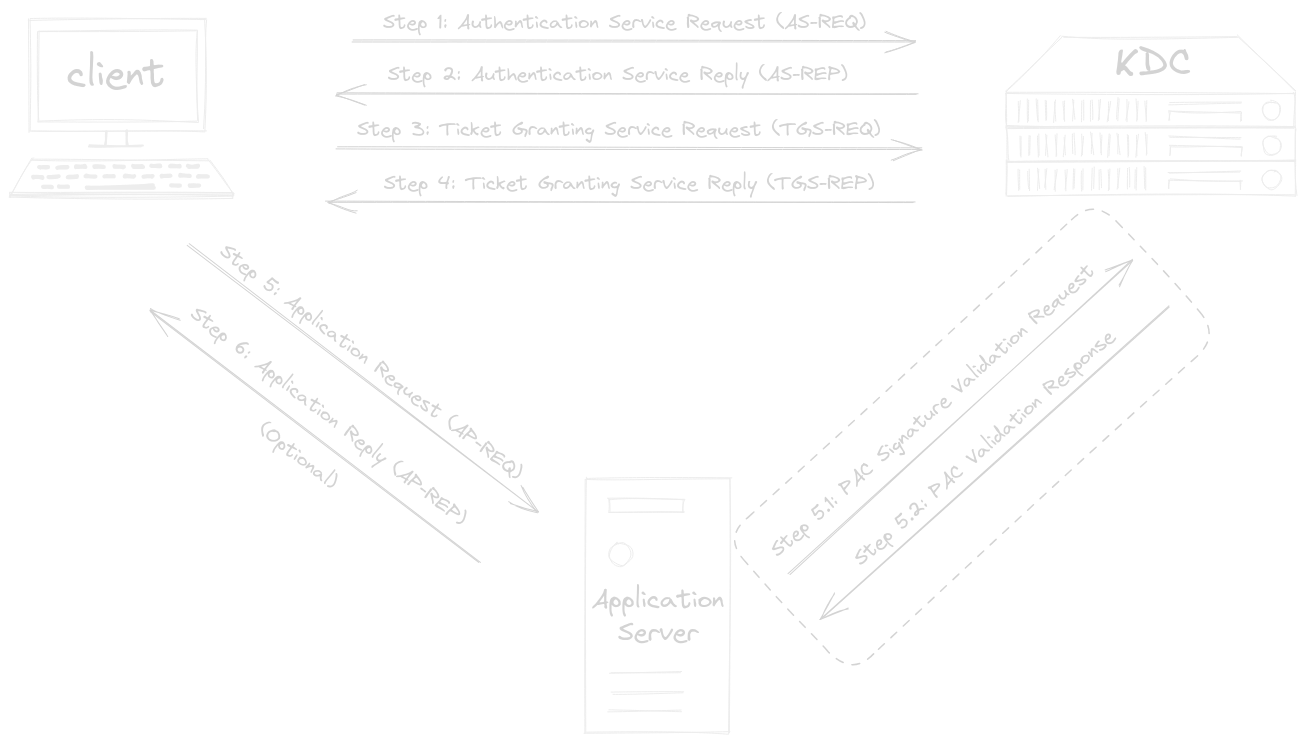 client
Step 1: Authentication Service Request (AS-REQ)
Step 2: Authentication Service Reply (AS-REP)
Step 3: Ticket Granting Service Request (TGS-REQ)
Step 4: Ticket Granting Service Reply (TGS-REP)
KDC
Step 5: Application Request (AP-REQ)
Step 6: Application Reply (AP-REP)
(Optional)
Step 5.1: PAC Signature Validation Request
Step 5.2: PAC Validation Response
Application
Server